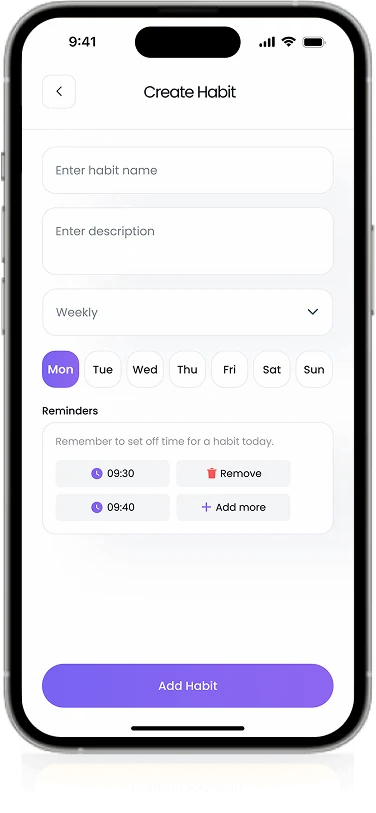 9:41
Create Habit
Enter habit name
Enter description
Weekly
Mon Tue Wed Thu Fri Sat Sun
Reminders
Remember to set off time for a habit today.
09:30 Remove
09:40 Add more
Add Habit